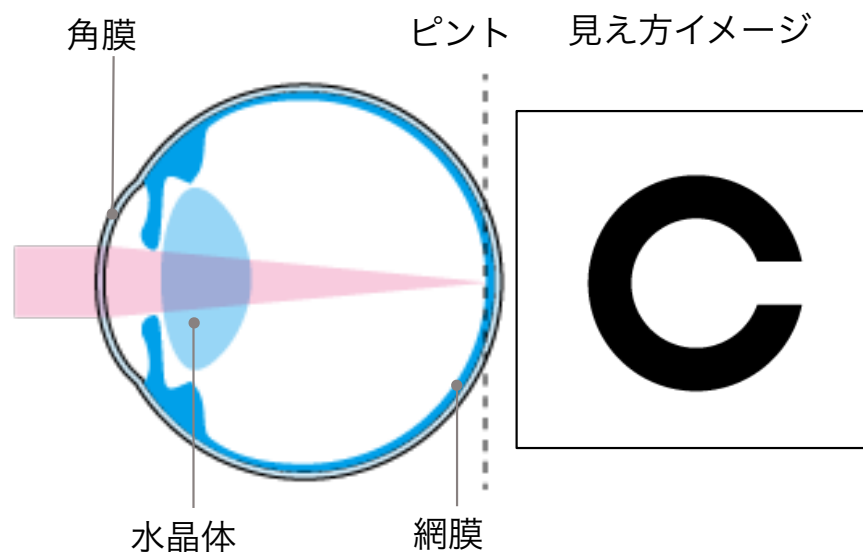 角膜
ピント
見え方イメージ
水晶体
網膜